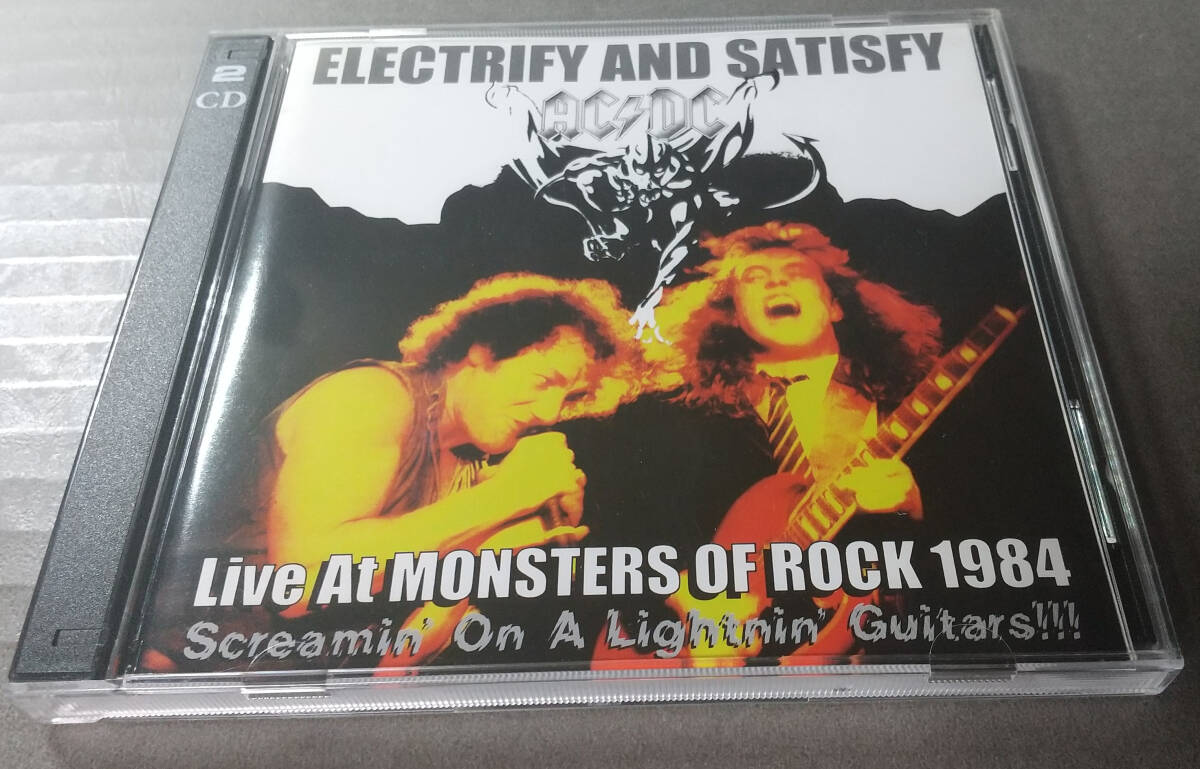 2
CD
ELECTRIFY AND SATISFY
AC⚡DC
Live At MONSTERS OF ROCK 1984
Screamin' On A Lightnin' Guitars!!!